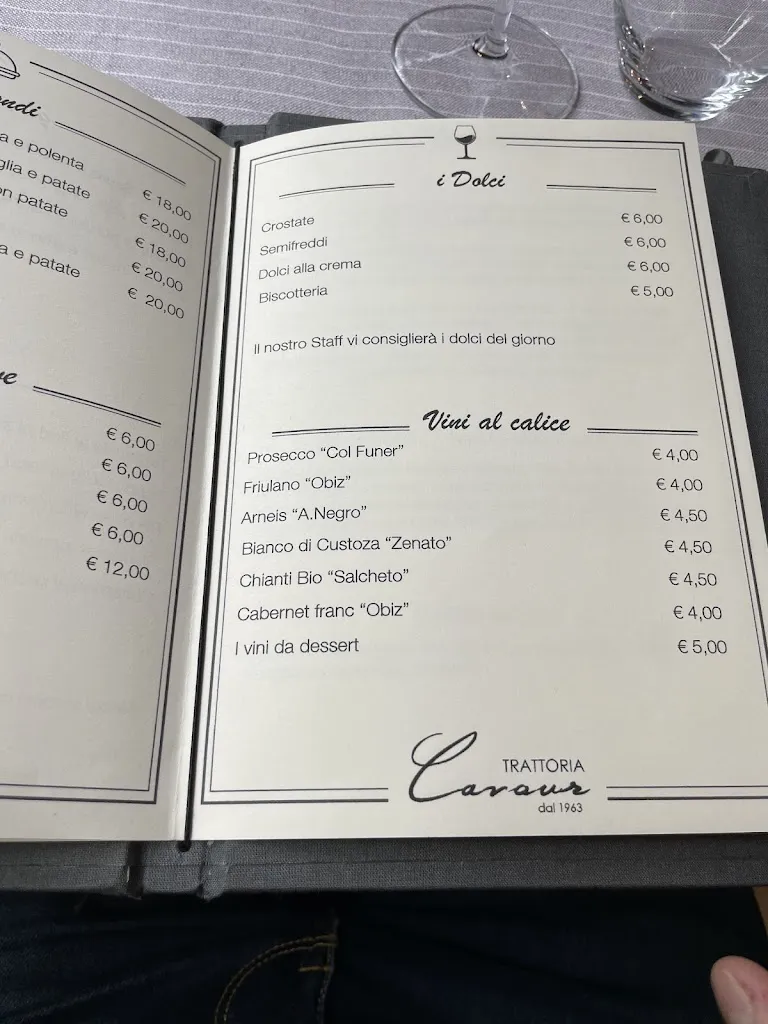 a e polenta € 18,00
glia e patate € 20,00
on patate € 18,00
€ 20,00
a e patate € 20,00
€ 6,00
€ 6,00
€ 6,00
€ 6,00
€ 12,00
i Dolci
Crostate € 6,00
Semifreddi € 6,00
Dolci alla crema € 6,00
Biscotteria € 5,00
Il nostro Staff vi consiglierà i dolci del giorno
Vini al calice
Prosecco “Col Funer” € 4,00
Friulano “Obiz” € 4,00
Arneis “A.Negro” € 4,50
Bianco di Custoza “Zenato” € 4,50
Chianti Bio “Salcheto” € 4,50
Cabernet franc “Obiz” € 4,00
I vini da dessert € 5,00
TRATTORIA
Cavour
dal 1963